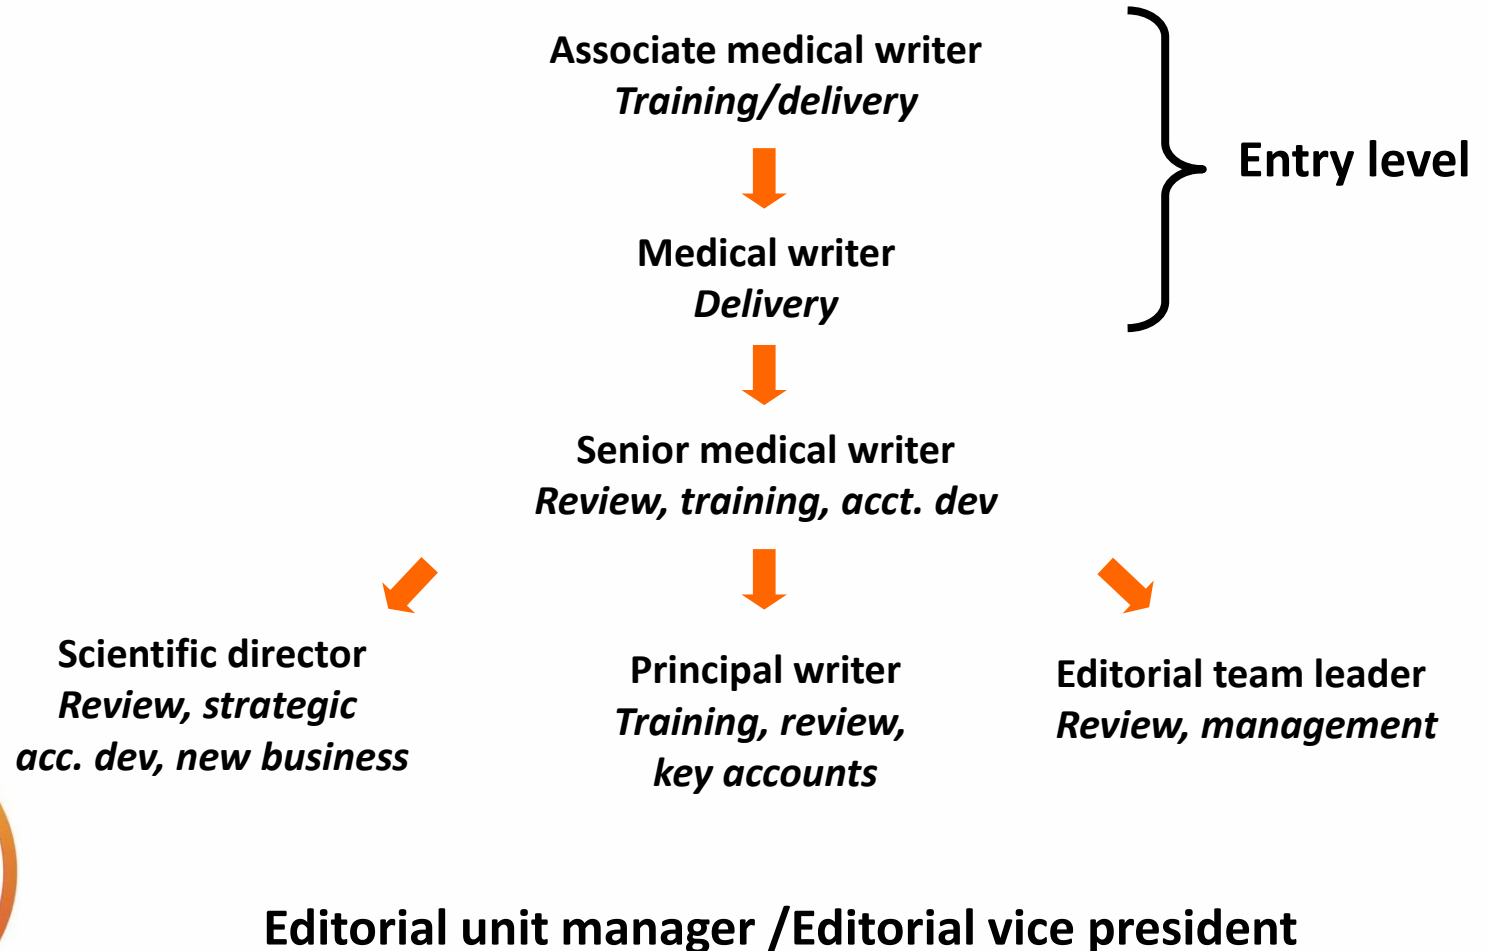 Associate medical writer
Training/delivery
Entry level
Medical writer
Delivery
Senior medical writer
Review, training, acct. dev
Scientific director
Review, strategic
acc. dev, new business
Principal writer
Training, review,
key accounts
Editorial team leader
Review, management
Editorial unit manager /Editorial vice president